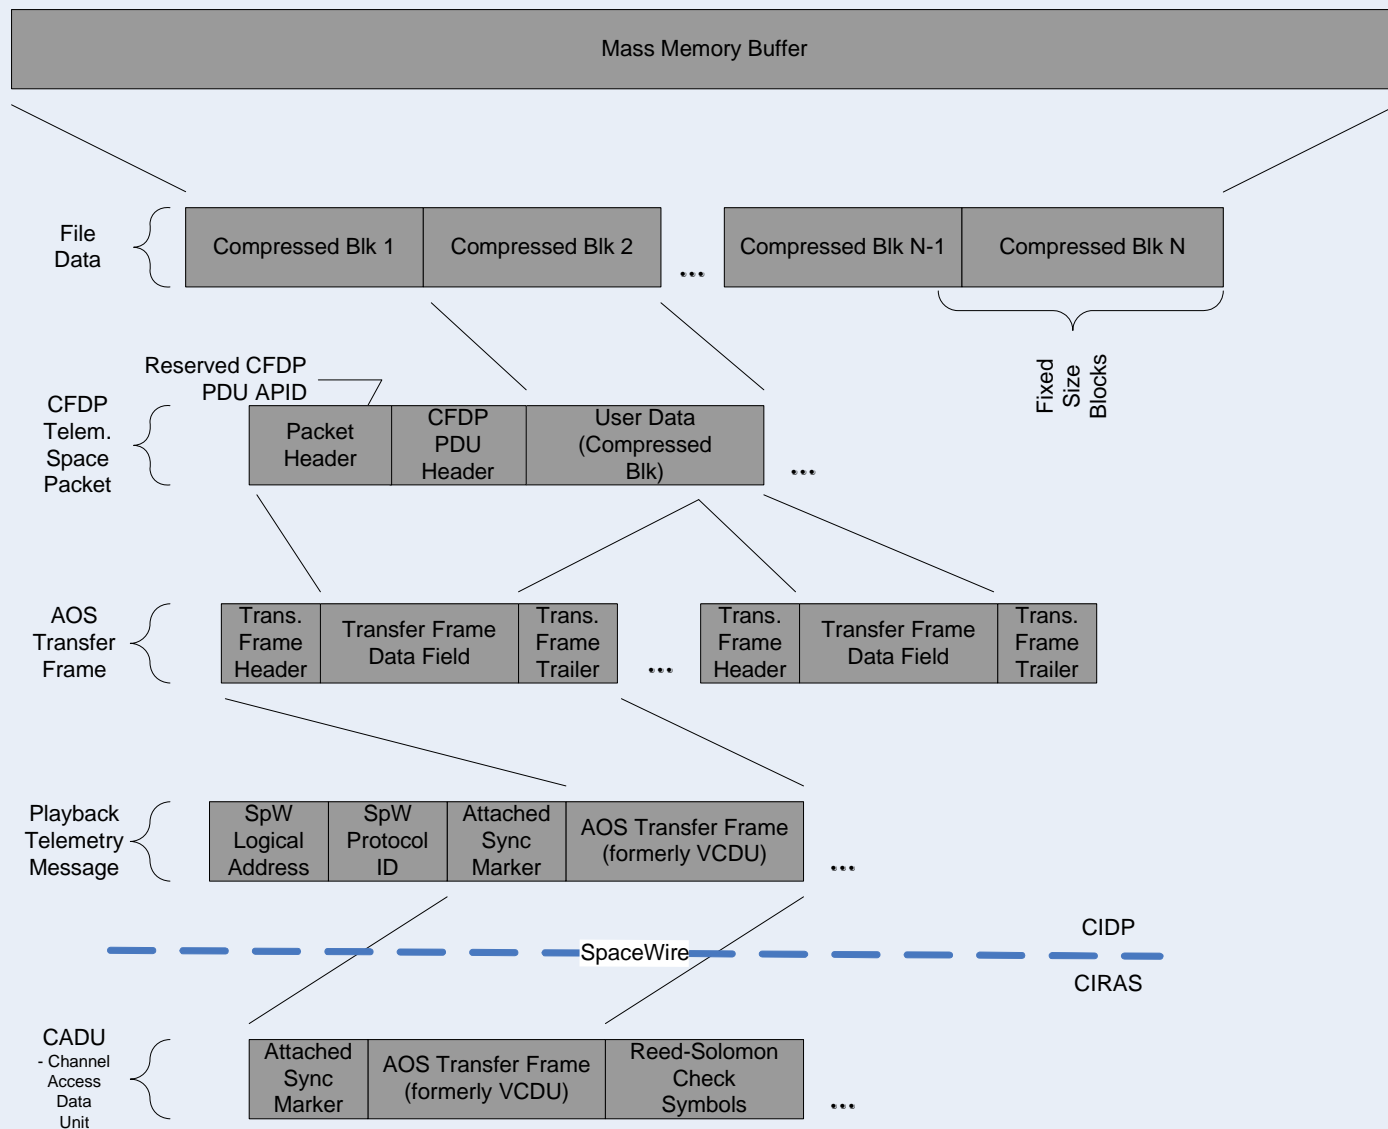 Mass Memory Buffer
File
Data
Compressed Blk 1
Compressed Blk 2
...
Compressed Blk N-1
Compressed Blk N
Fixed
Size
Blocks
Reserved CFDP
PDU APID
CFDP
Telem.
Space
Packet
Packet
Header
CFDP
PDU
Header
User Data
(Compressed
Blk)
...
AOS
Transfer
Frame
Trans.
Frame
Header
Transfer Frame
Data Field
Trans.
Frame
Trailer
...
Trans.
Frame
Header
Transfer Frame
Data Field
Trans.
Frame
Trailer
Playback
Telemetry
Message
SpW
Logical
Address
SpW
Protocol
ID
Attached
Sync
Marker
AOS Transfer Frame
(formerly VCDU)
...
CIDP
SpaceWire
CIRAS
CADU
- Channel
Access
Data
Unit
Attached
Sync
Marker
AOS Transfer Frame
(formerly VCDU)
Reed-Solomon
Check
Symbols
...